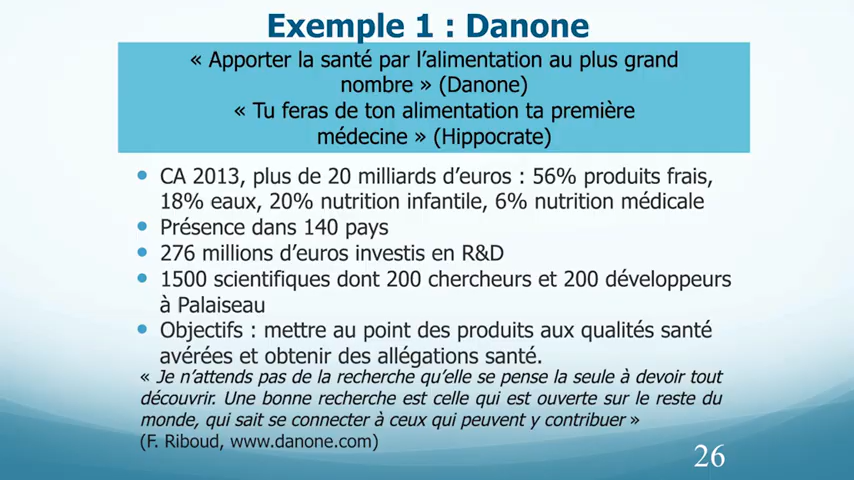 Exemple 1 : Danone
« Apporter la santé par l’alimentation au plus grand
nombre » (Danone)
« Tu feras de ton alimentation ta première
médecine » (Hippocrate)
• CA 2013, plus de 20 milliards d’euros : 56% produits frais,
18% eaux, 20% nutrition infantile, 6% nutrition médicale
• Présence dans 140 pays
• 276 millions d’euros investis en R&D
• 1500 scientifiques dont 200 chercheurs et 200 développeurs
à Palaiseau
• Objectifs : mettre au point des produits aux qualités santé
avérées et obtenir des allégations santé.
« Je n’attends pas de la recherche qu’elle se pense la seule à devoir tout
découvrir. Une bonne recherche est celle qui est ouverte sur le reste du
monde, qui sait se connecter à ceux qui peuvent y contribuer »
(F. Riboud, www.danone.com)
26